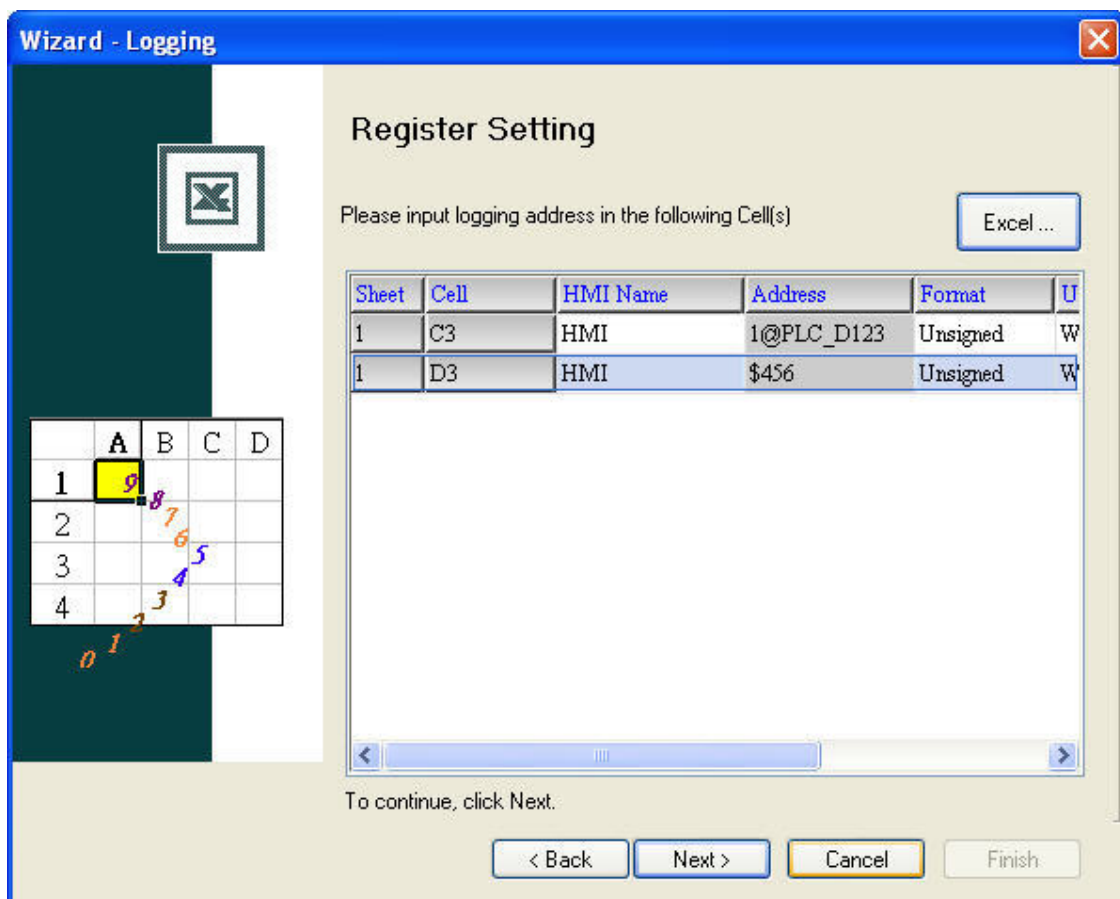 Wizard - Logging
Register Setting
Please input logging address in the following Cell(s)
Excel ...
Sheet Cell HMI Name Address Format U
1 C3 HMI 1@PLC_D123 Unsigned W
1 D3 HMI $456 Unsigned W
A B C D
1 9
8
2 7
6
3 5
4
4 3
2
1
0
To continue, click Next.
< Back Next > Cancel Finish